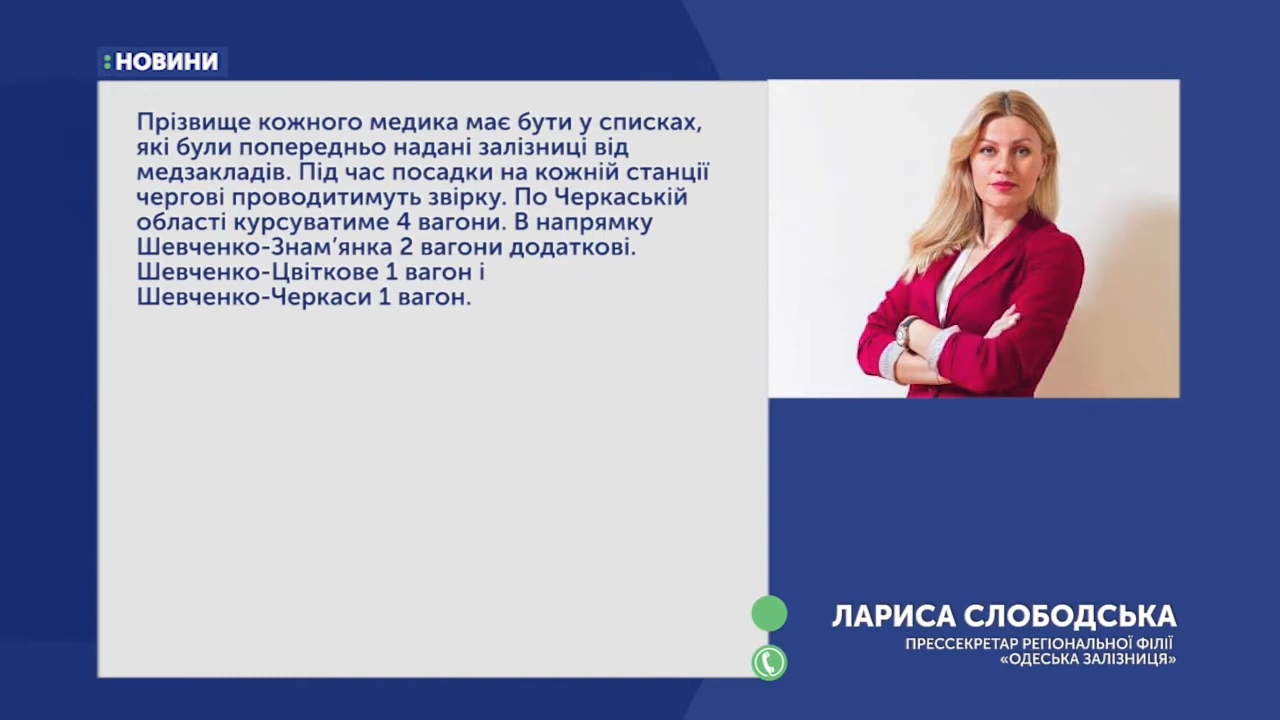 :НОВИНИ
Прізвище кожного медика має бути у списках,
які були попередньо надані залізниці від
медзакладів. Під час посадки на кожній станції
чергові проводитимуть звірку. По Черкаській
області курсуватиме 4 вагони. В напрямку
Шевченко-Знам’янка 2 вагони додаткові.
Шевченко-Цвіткове 1 вагон і
Шевченко-Черкаси 1 вагон.
ЛАРИСА СЛОБОДСЬКА
ПРЕССЕКРЕТАР РЕГІОНАЛЬНОЇ ФІЛІЇ
«ОДЕСЬКА ЗАЛІЗНИЦЯ»